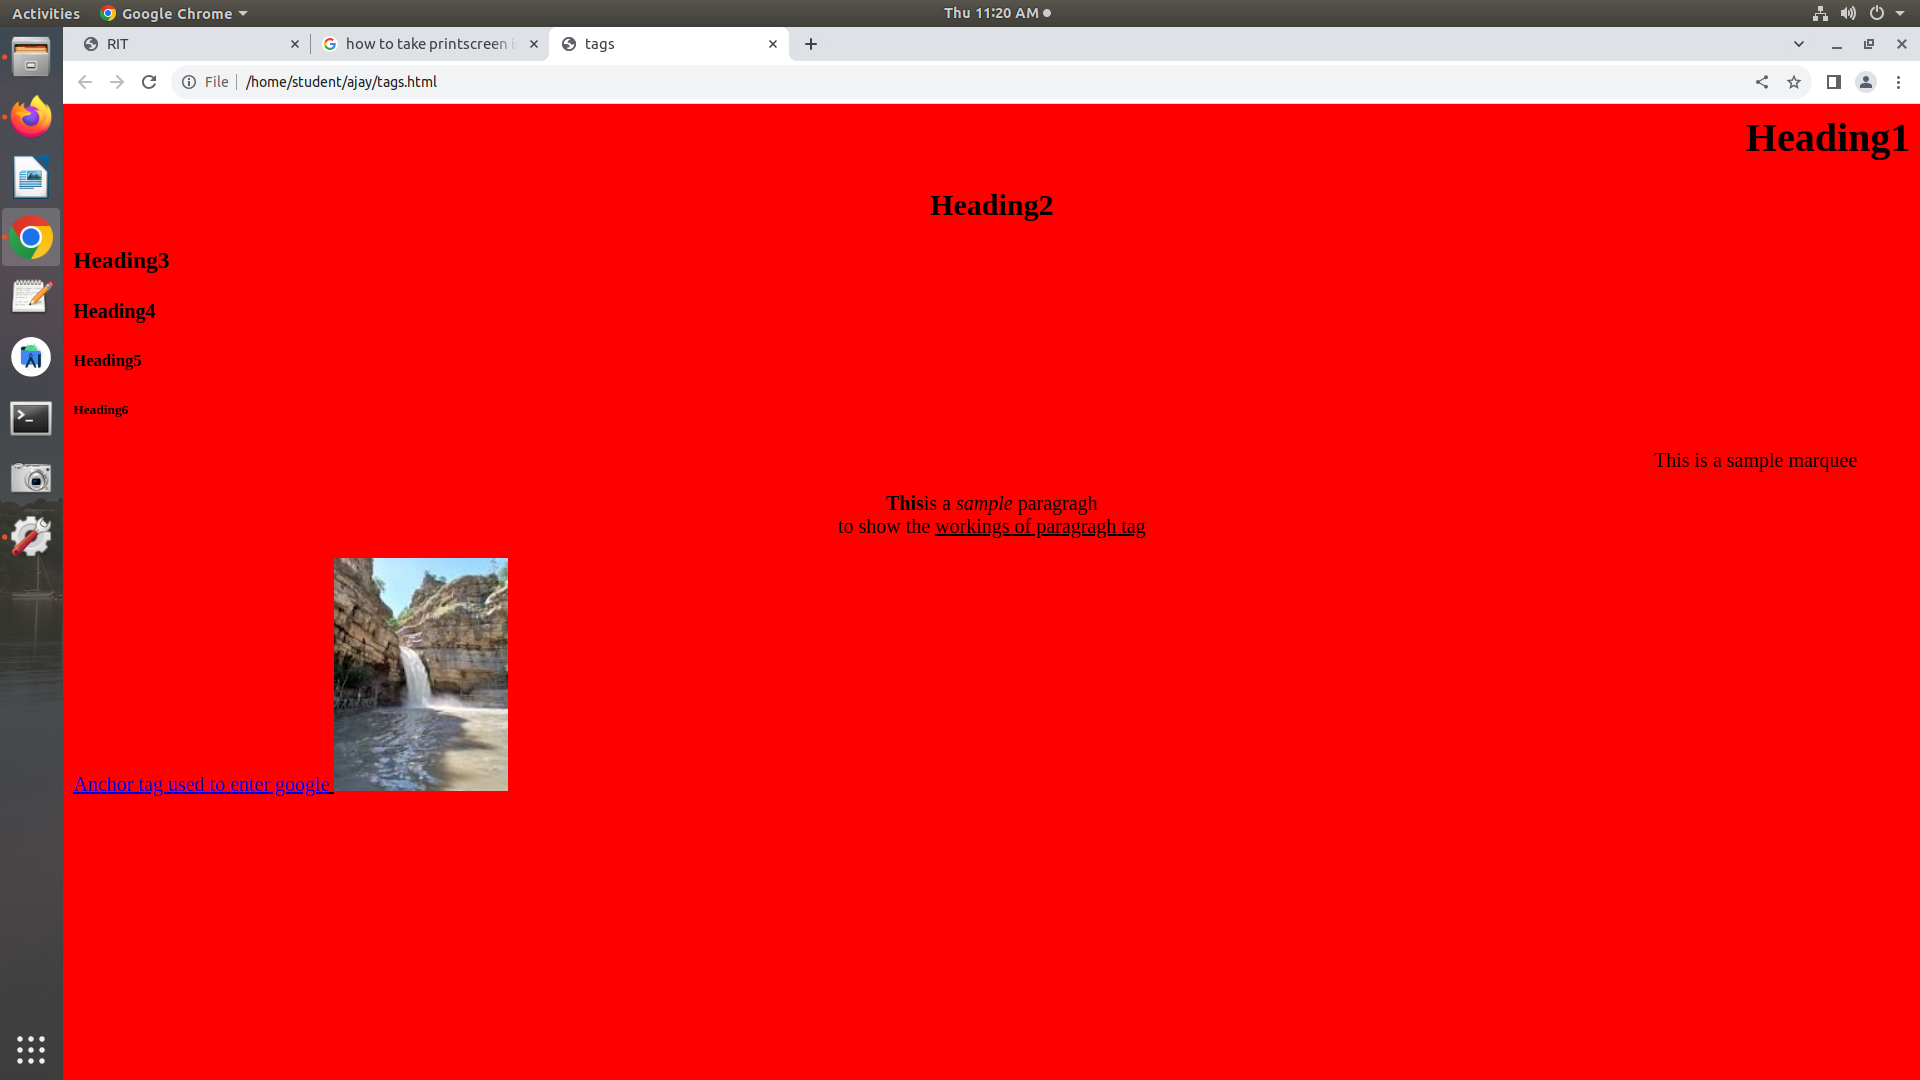 Activities Google Chrome Thu 11:20 AM
RIT how to take printscreen i tags
File /home/student/ajay/tags.html
Heading1
Heading2
Heading3
Heading4
Heading5
Heading6
This is a sample marquee
Thisis a sample paragragh
to show the workings of paragragh tag
Anchor tag used to enter google